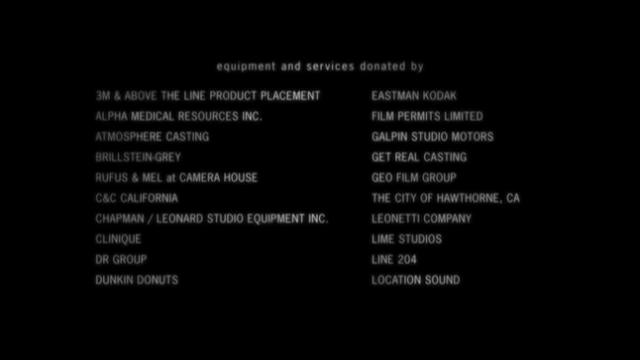 equipment and services donated by
3M & ABOVE THE LINE PRODUCT PLACEMENT
ALPHA MEDICAL RESOURCES INC.
ATMOSPHERE CASTING
BRILLSTEIN-GREY
RUFUS & MEL at CAMERA HOUSE
C&C CALIFORNIA
CHAPMAN / LEONARD STUDIO EQUIPMENT INC.
CLINIQUE
DR GROUP
DUNKIN DONUTS
EASTMAN KODAK
FILM PERMITS LIMITED
GALPIN STUDIO MOTORS
GET REAL CASTING
GEO FILM GROUP
THE CITY OF HAWTHORNE, CA
LEONETTI COMPANY
LIME STUDIOS
LINE 204
LOCATION SOUND